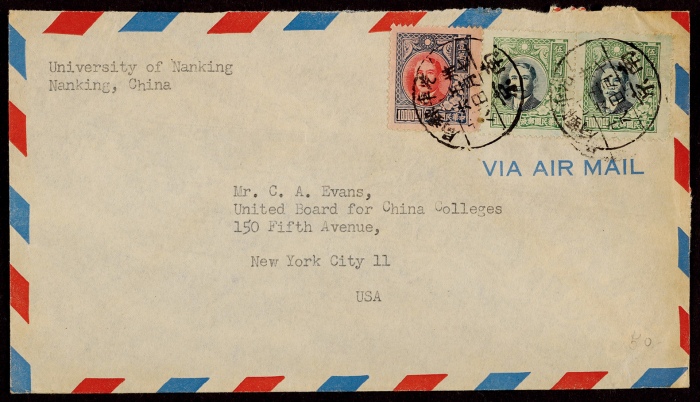 University of Nanking
Nanking, China
VIA AIR MAIL
Mr. C. A. Evans,
United Board for China Colleges
150 Fifth Avenue,
New York City 11
USA